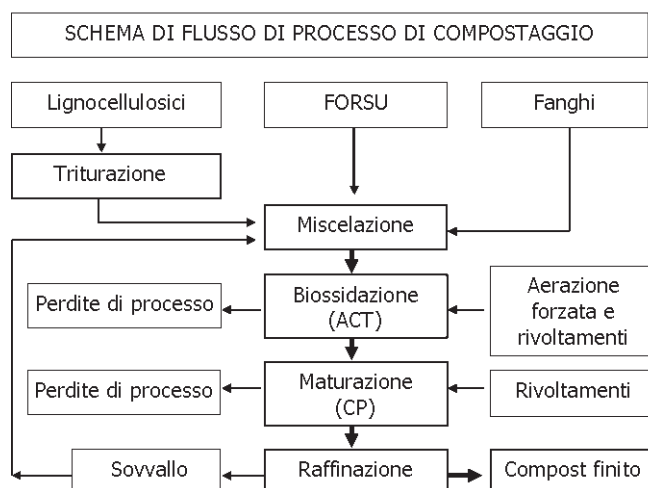 SCHEMA DI FLUSSO DI PROCESSO DI COMPOSTAGGIO
Lignocellulosici
FORSU
Fanghi
Triturazione
Miscelazione
Perdite di processo
Biossidazione
(ACT)
Aerazione
forzata e
rivoltamenti
Perdite di processo
Maturazione
(CP)
Rivoltamenti
Sovvallo
Raffinazione
Compost finito